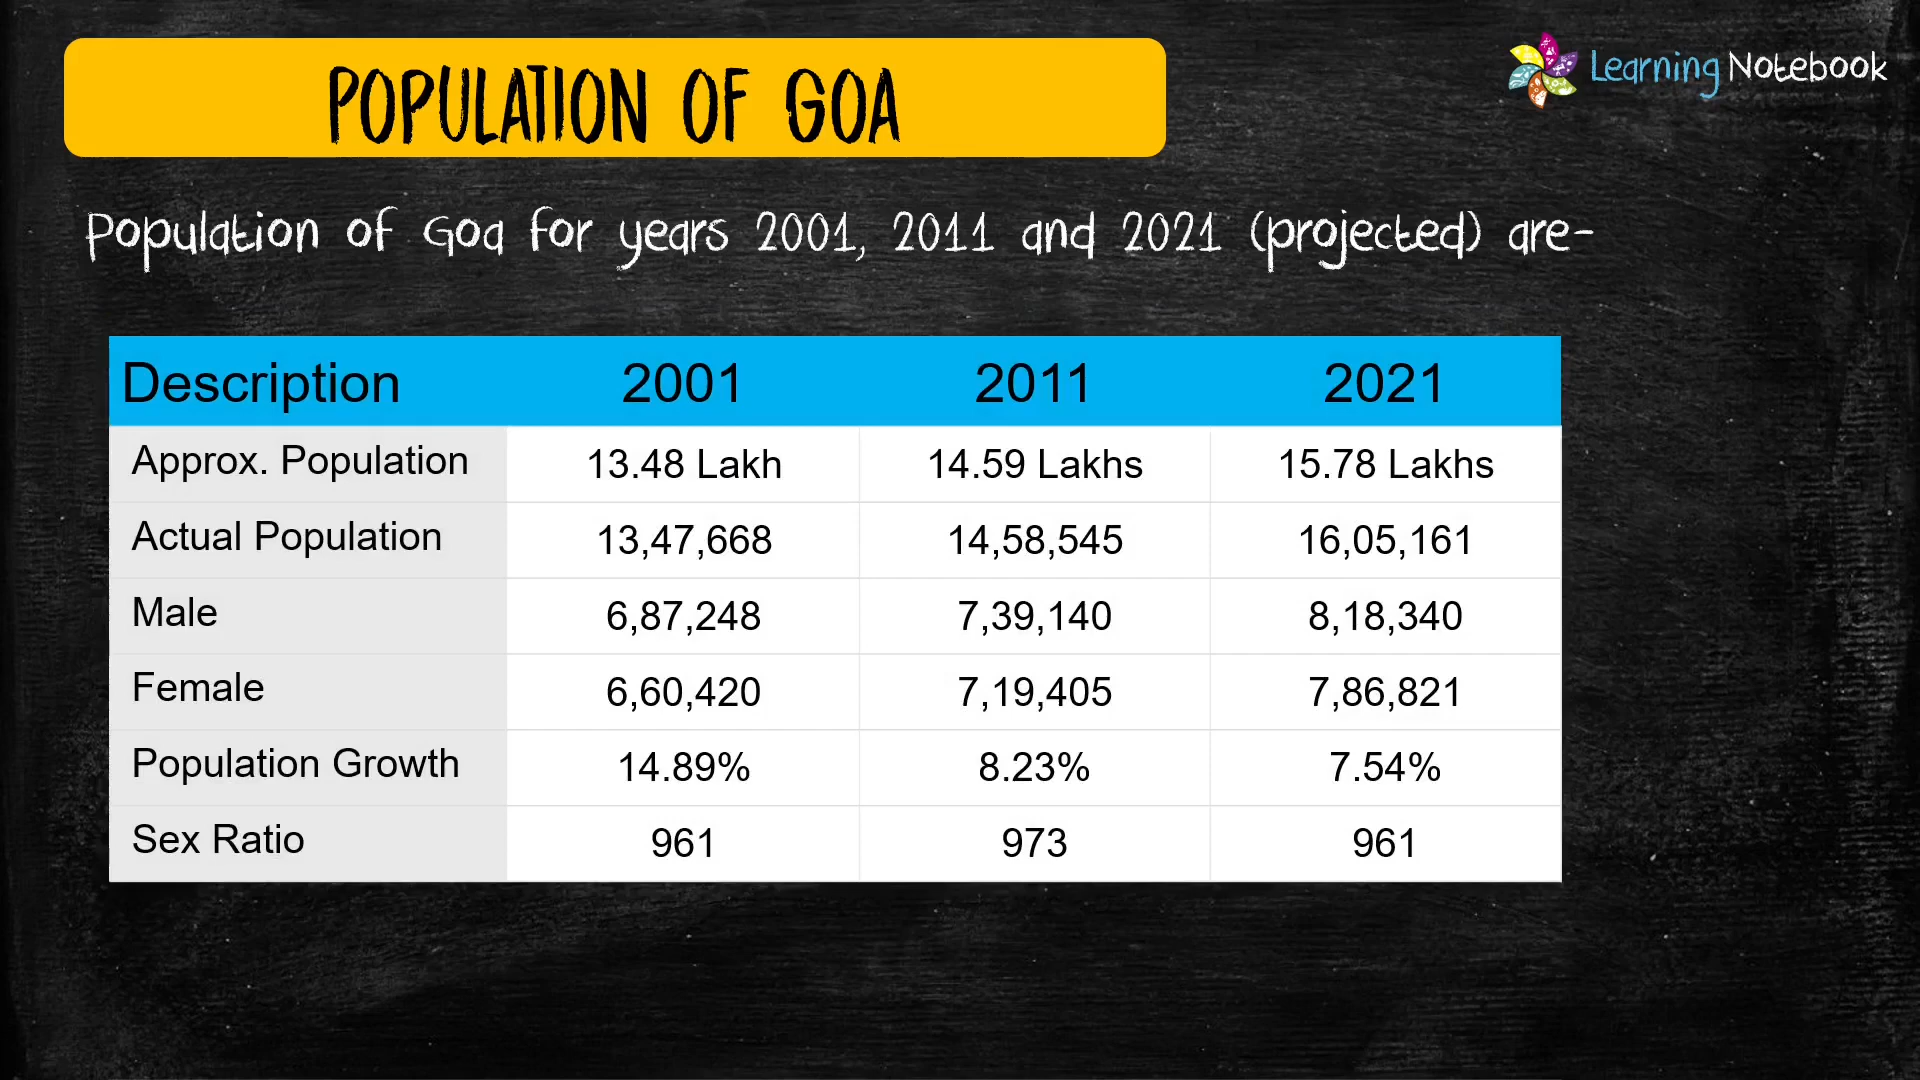 POPULATION OF GOA
Learning Notebook
Population of Goa for years 2001, 2011 and 2021 (projected) are-
Description 2001 2011 2021
Approx. Population 13.48 Lakh 14.59 Lakhs 15.78 Lakhs
Actual Population 13,47,668 14,58,545 16,05,161
Male 6,87,248 7,39,140 8,18,340
Female 6,60,420 7,19,405 7,86,821
Population Growth 14.89% 8.23% 7.54%
Sex Ratio 961 973 961